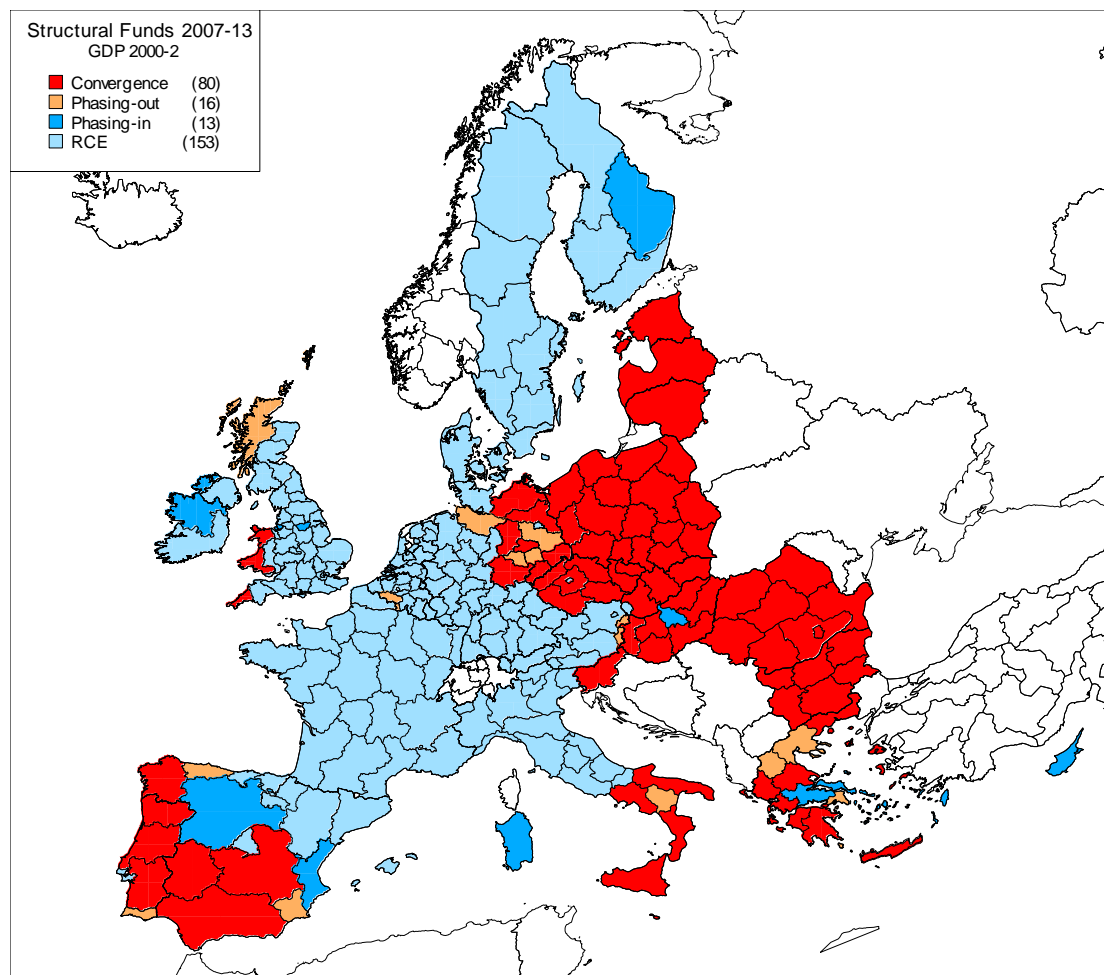 Structural Funds 2007-13
GDP 2000-2
Convergence (80)
Phasing-out (16)
Phasing-in (13)
RCE (153)